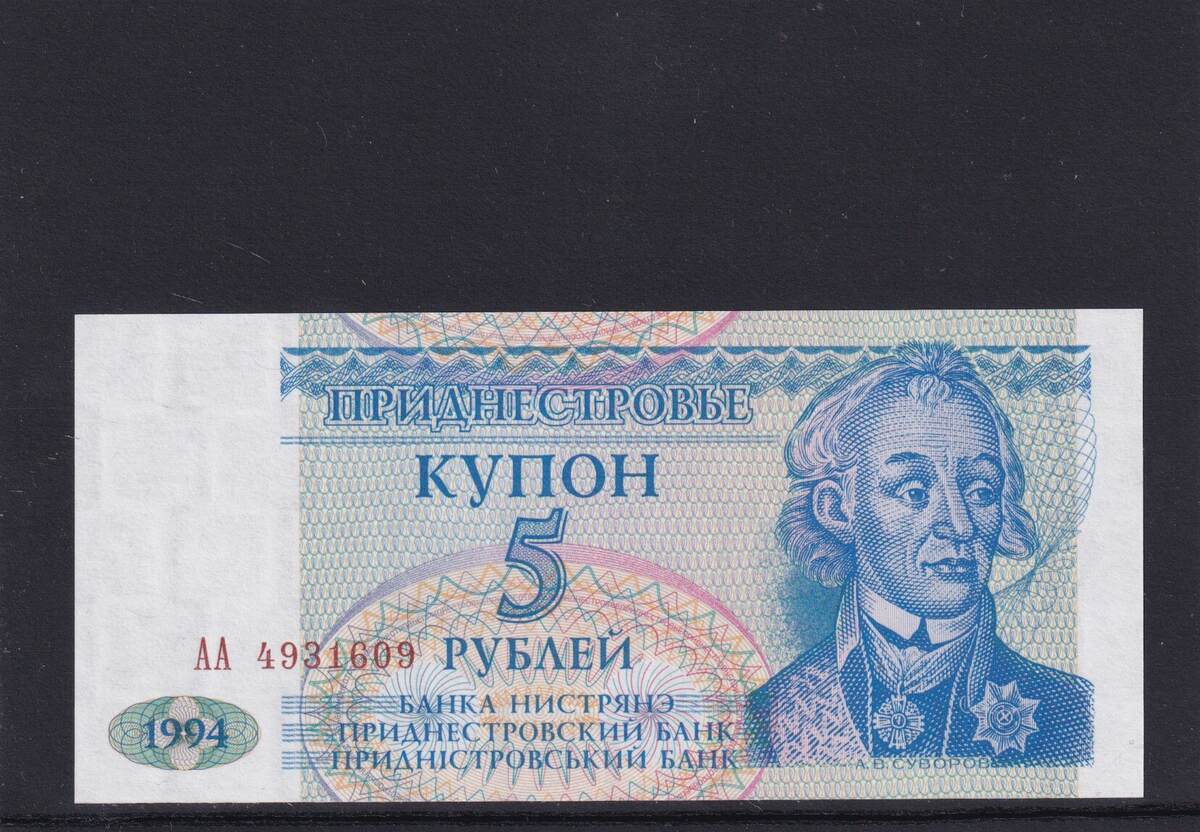 ПРИДНЕСТРОВЬЕ
КУПОН
5
АА 4931609 РУБЛЕЙ
БАНКА НИСТРЯНЭ
1994 ПРИДНЕСТРОВСКИЙ БАНК
ПРИДНІСТРОВСЬКИЙ БАНК
А.В.СУВОРОВ